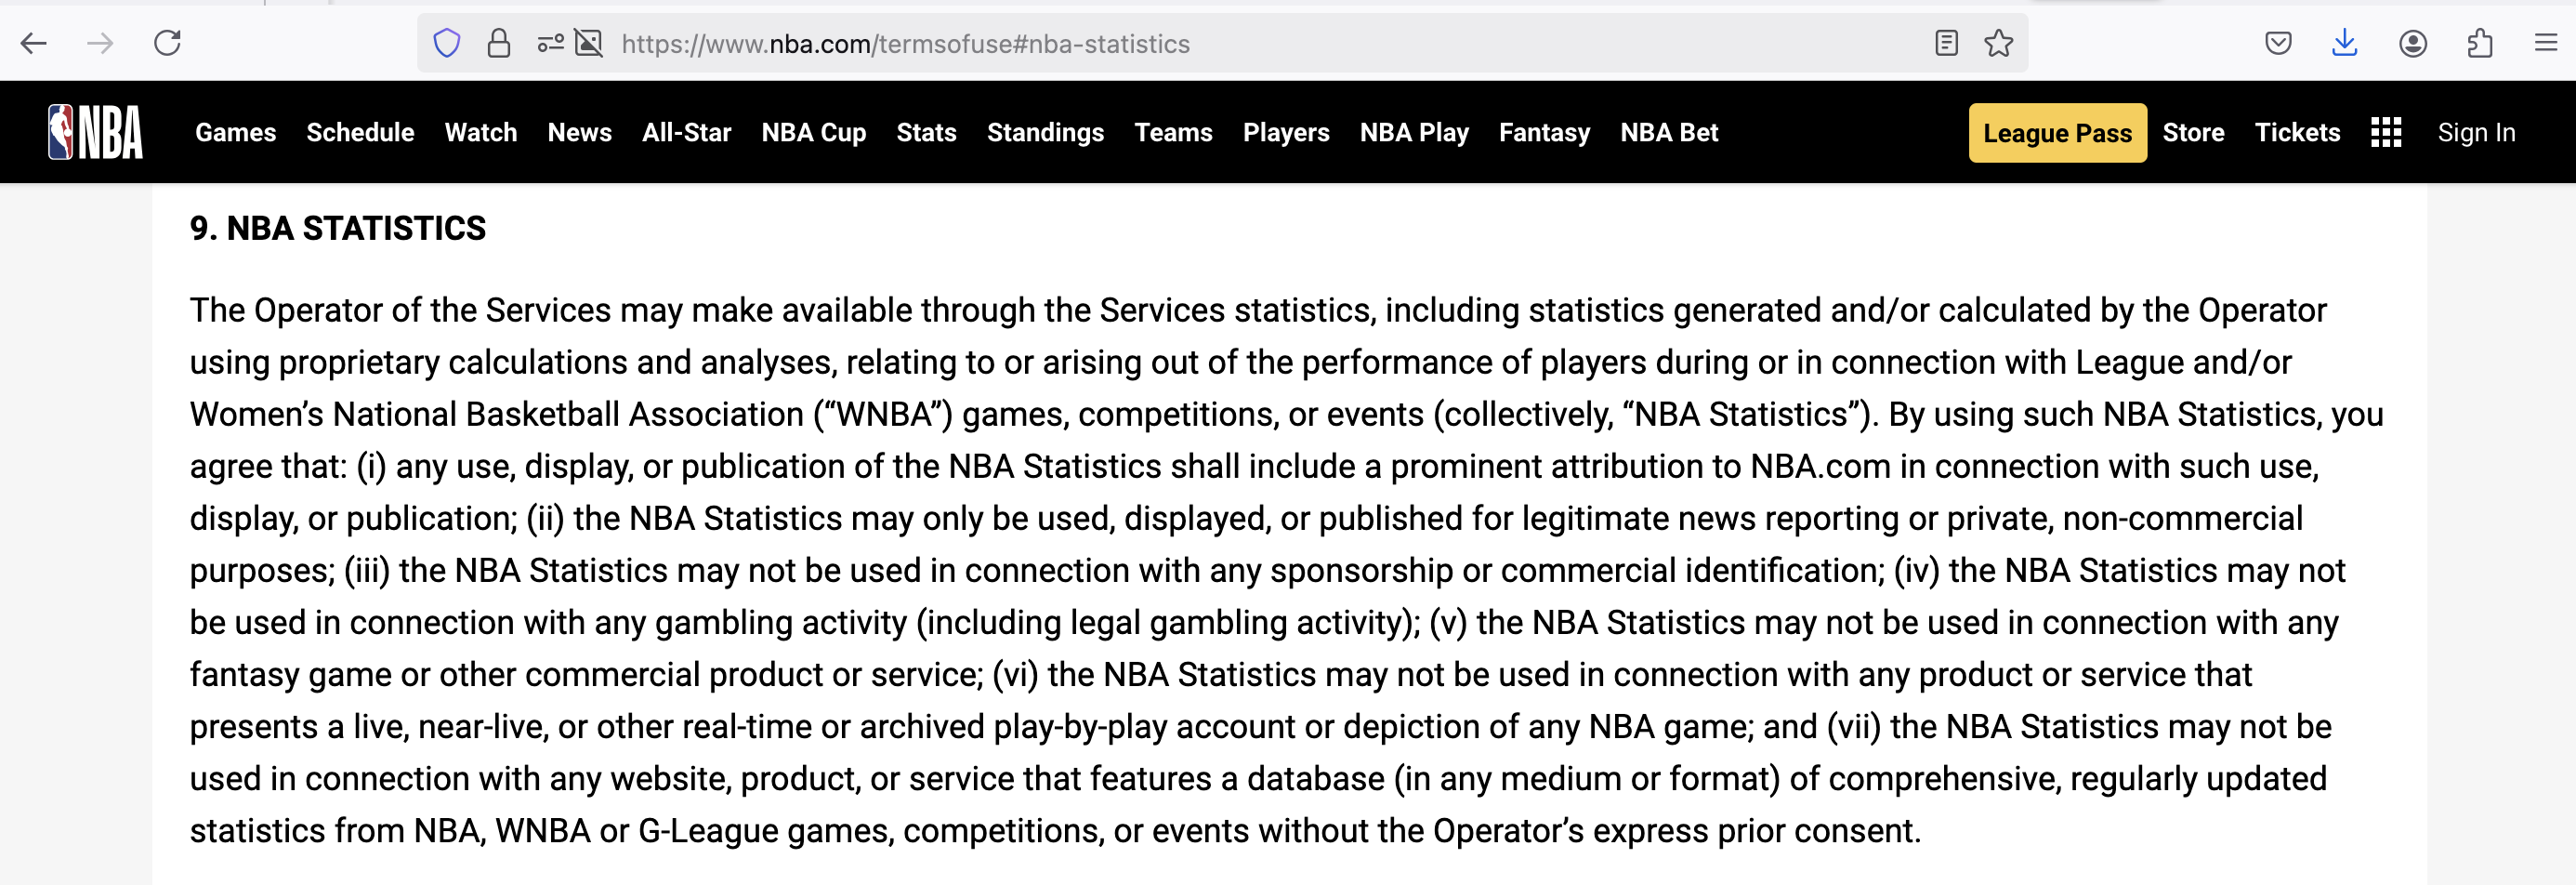 https://www.nba.com/termsofuse#nba-statistics
NBA Games Schedule Watch News All-Star NBA Cup Stats Standings Teams Players NBA Play Fantasy NBA Bet League Pass Store Tickets Sign In
9. NBA STATISTICS
The Operator of the Services may make available through the Services statistics, including statistics generated and/or calculated by the Operator
using proprietary calculations and analyses, relating to or arising out of the performance of players during or in connection with League and/or
Women’s National Basketball Association (“WNBA”) games, competitions, or events (collectively, “NBA Statistics”). By using such NBA Statistics, you
agree that: (i) any use, display, or publication of the NBA Statistics shall include a prominent attribution to NBA.com in connection with such use,
display, or publication; (ii) the NBA Statistics may only be used, displayed, or published for legitimate news reporting or private, non-commercial
purposes; (iii) the NBA Statistics may not be used in connection with any sponsorship or commercial identification; (iv) the NBA Statistics may not
be used in connection with any gambling activity (including legal gambling activity); (v) the NBA Statistics may not be used in connection with any
fantasy game or other commercial product or service; (vi) the NBA Statistics may not be used in connection with any product or service that
presents a live, near-live, or other real-time or archived play-by-play account or depiction of any NBA game; and (vii) the NBA Statistics may not be
used in connection with any website, product, or service that features a database (in any medium or format) of comprehensive, regularly updated
statistics from NBA, WNBA or G-League games, competitions, or events without the Operator’s express prior consent.